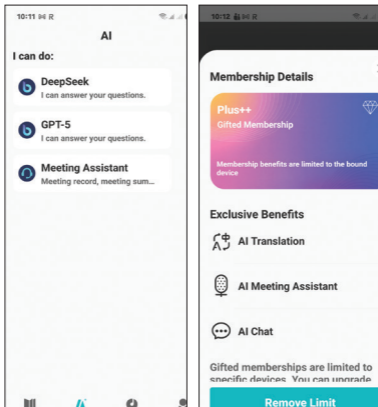 10:11
AI
I can do:
DeepSeek
I can answer your questions.
GPT-5
I can answer your questions.
Meeting Assistant
Meeting record, meeting sum...
10:12
Membership Details
Plus++
Gifted Membership
Membership benefits are limited to the bound
device
Exclusive Benefits
AI Translation
AI Meeting Assistant
AI Chat
Gifted memberships are limited to
specific devices. You can upgrade
Remove Limit